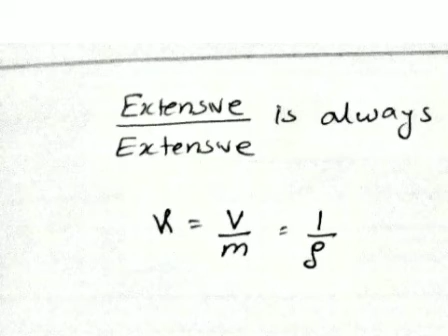 Extensive
Extensive is always
v = V/m = 1/ρ